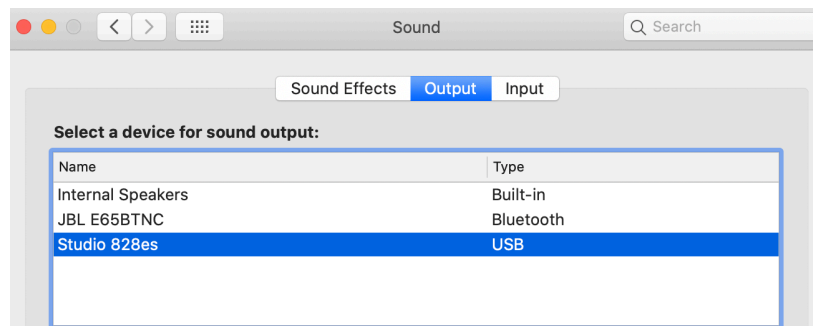 Sound
Search
Sound Effects Output Input
Select a device for sound output:
Name Type
Internal Speakers Built-in
JBL E65BTNC Bluetooth
Studio 828es USB